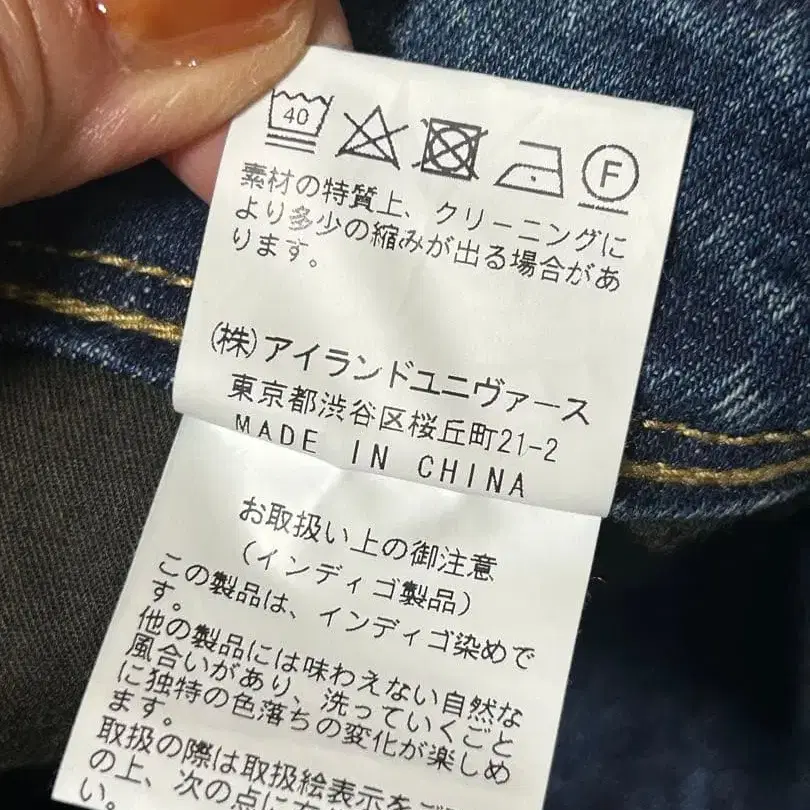 40
F
素材の特質上、クリーニングに
より多少の縮みが出る場合があ
ります。
(株)アイランドユニヴァース
東京都渋谷区桜丘町21-2
MADE IN CHINA
お取扱い上の御注意
(インディゴ製品)
この製品は、インディゴ染めで
す。
他の製品には味わえない自然な
風合いがあり、洗っていくごと
に独特の色落ちの変化が楽しめ
ます。
取扱の際は取扱絵表示をご
の上、次の点に
い。